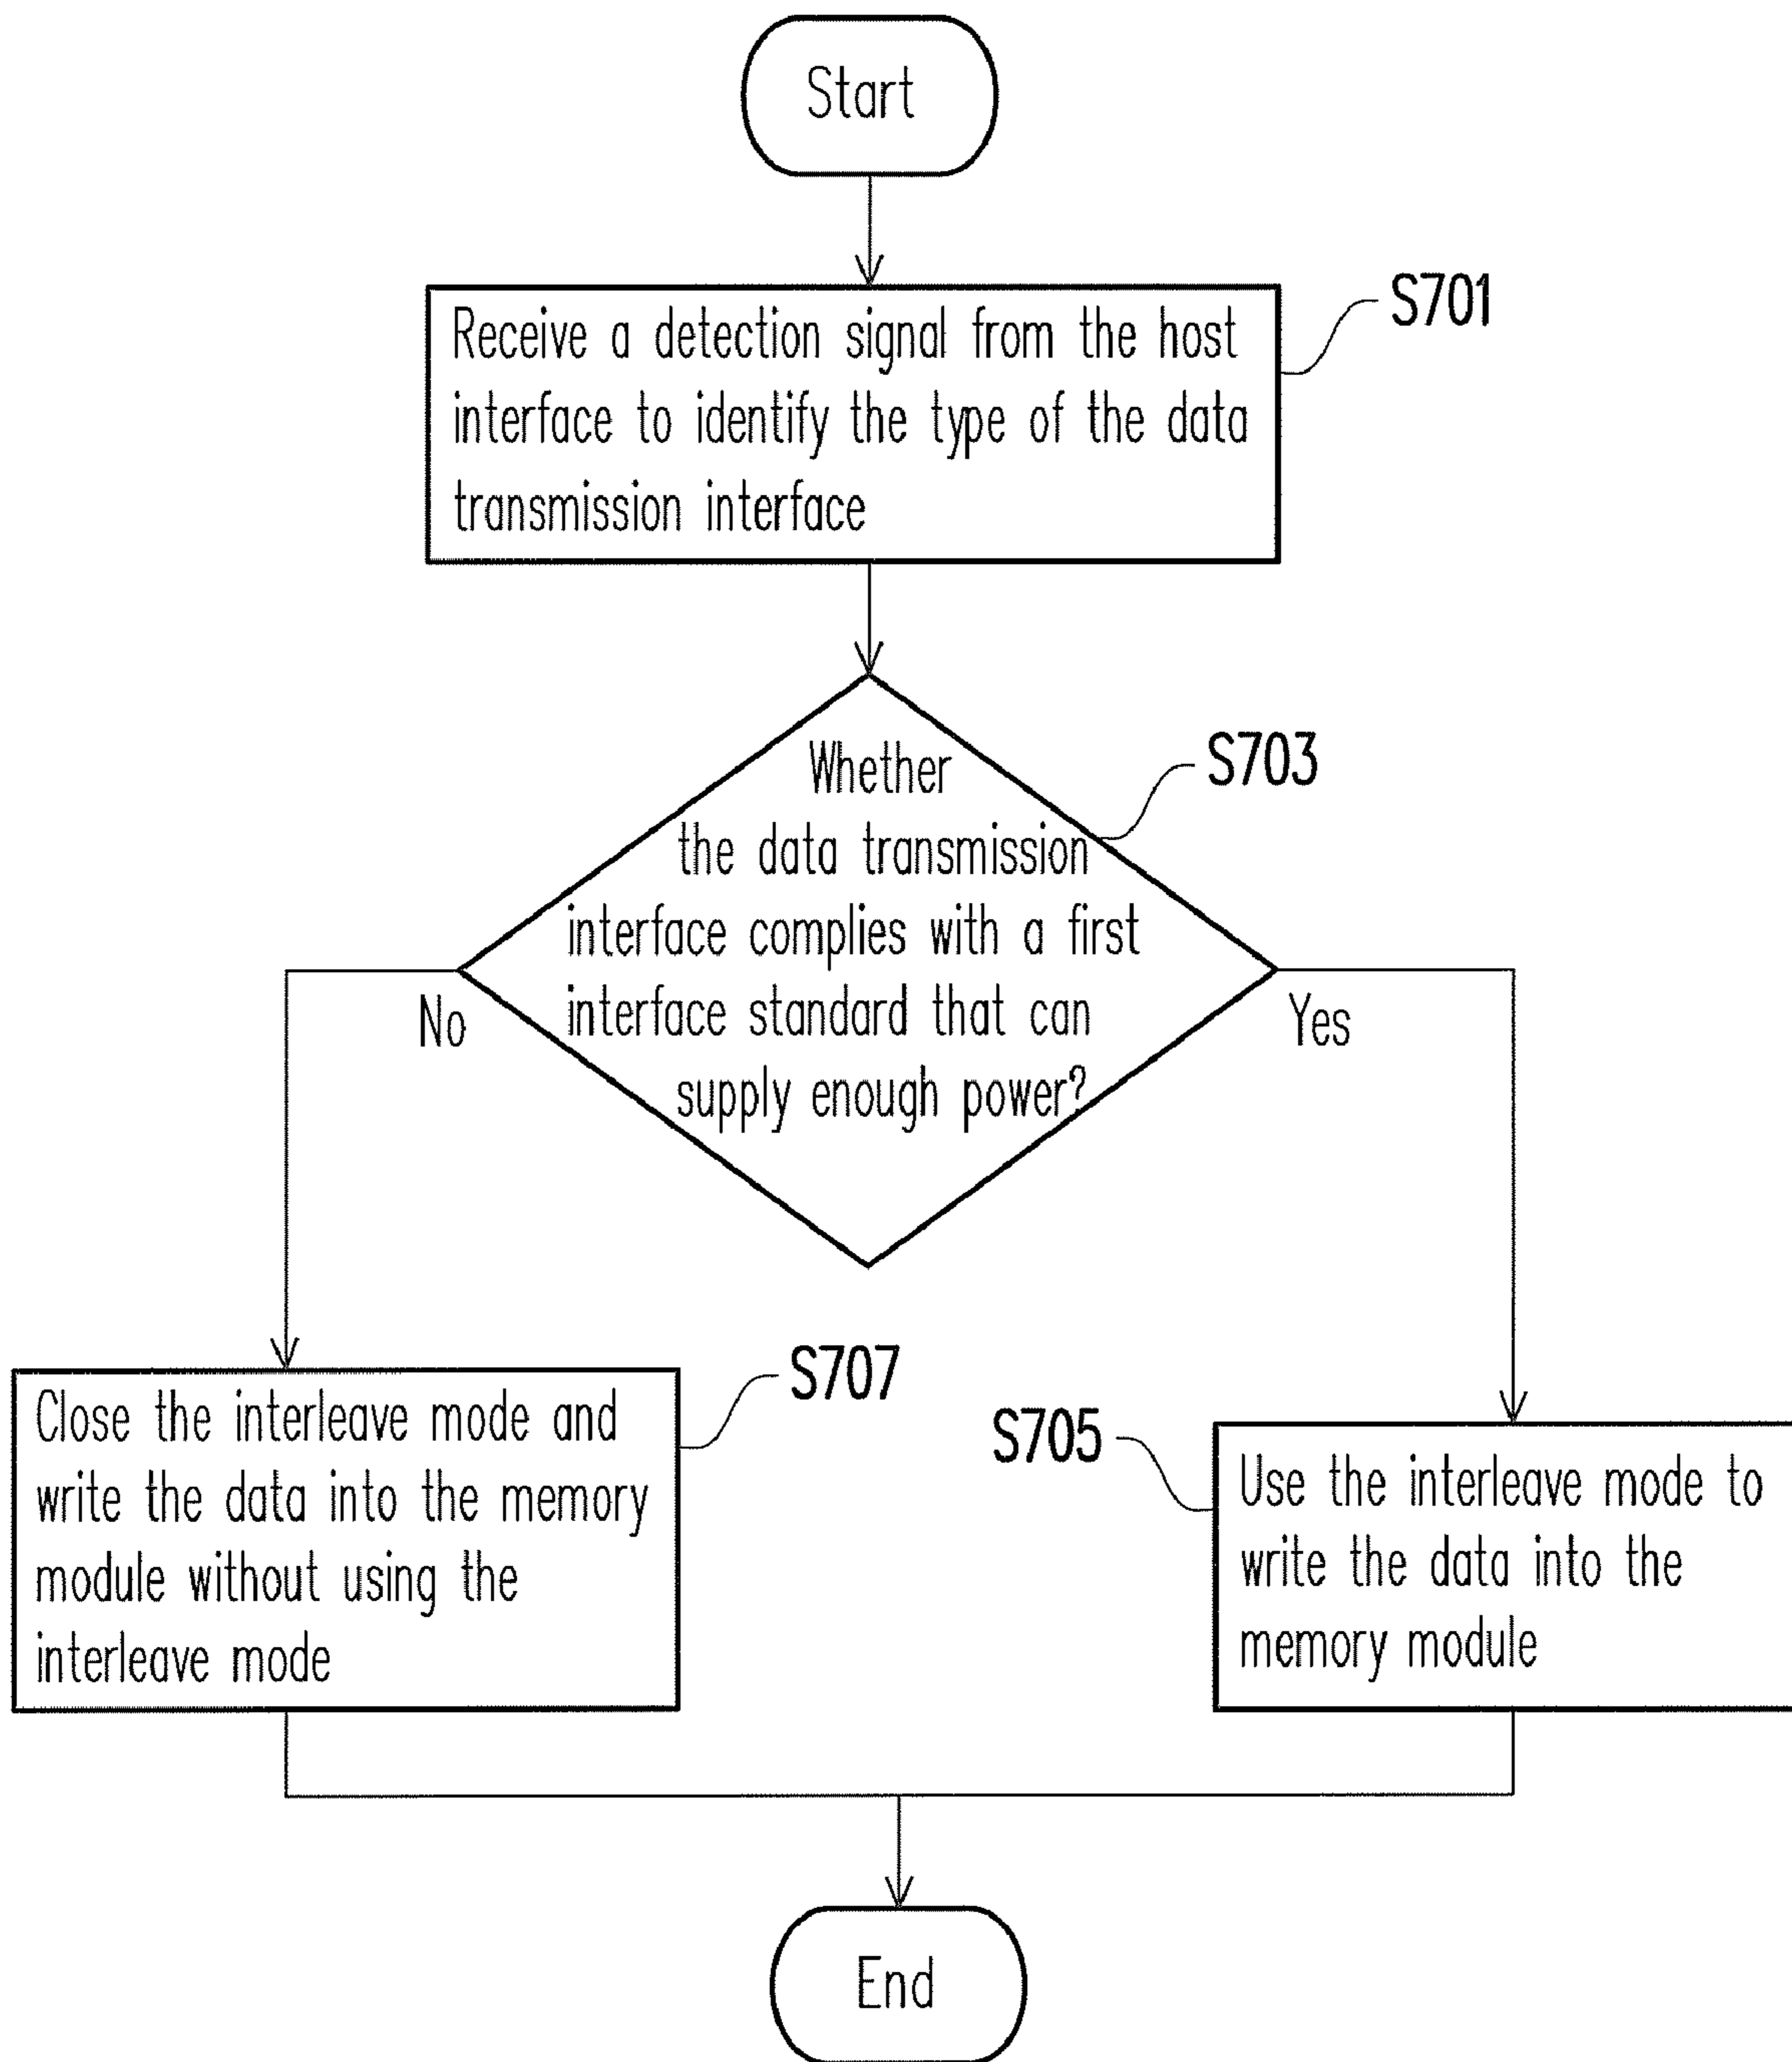 Start
Receive a detection signal from the host
interface to identify the type of the data
transmission interface
S701
Whether
the data transmission
interface complies with a first
interface standard that can
supply enough power?
S703
No
Yes
Close the interleave mode and
write the data into the memory
module without using the
interleave mode
S707
S705
Use the interleave mode to
write the data into the
memory module
End